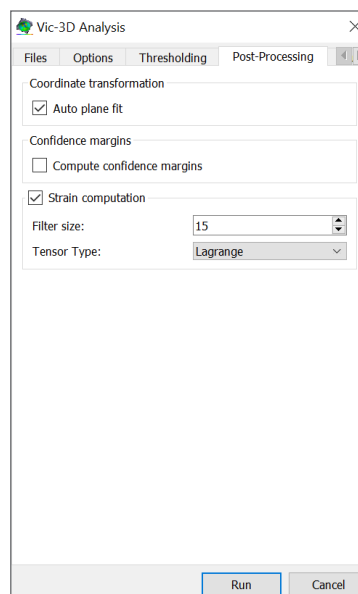 Vic-3D Analysis
Files Options Thresholding Post-Processing
Coordinate transformation
Auto plane fit
Confidence margins
Compute confidence margins
Strain computation
Filter size: 15
Tensor Type: Lagrange
Run Cancel